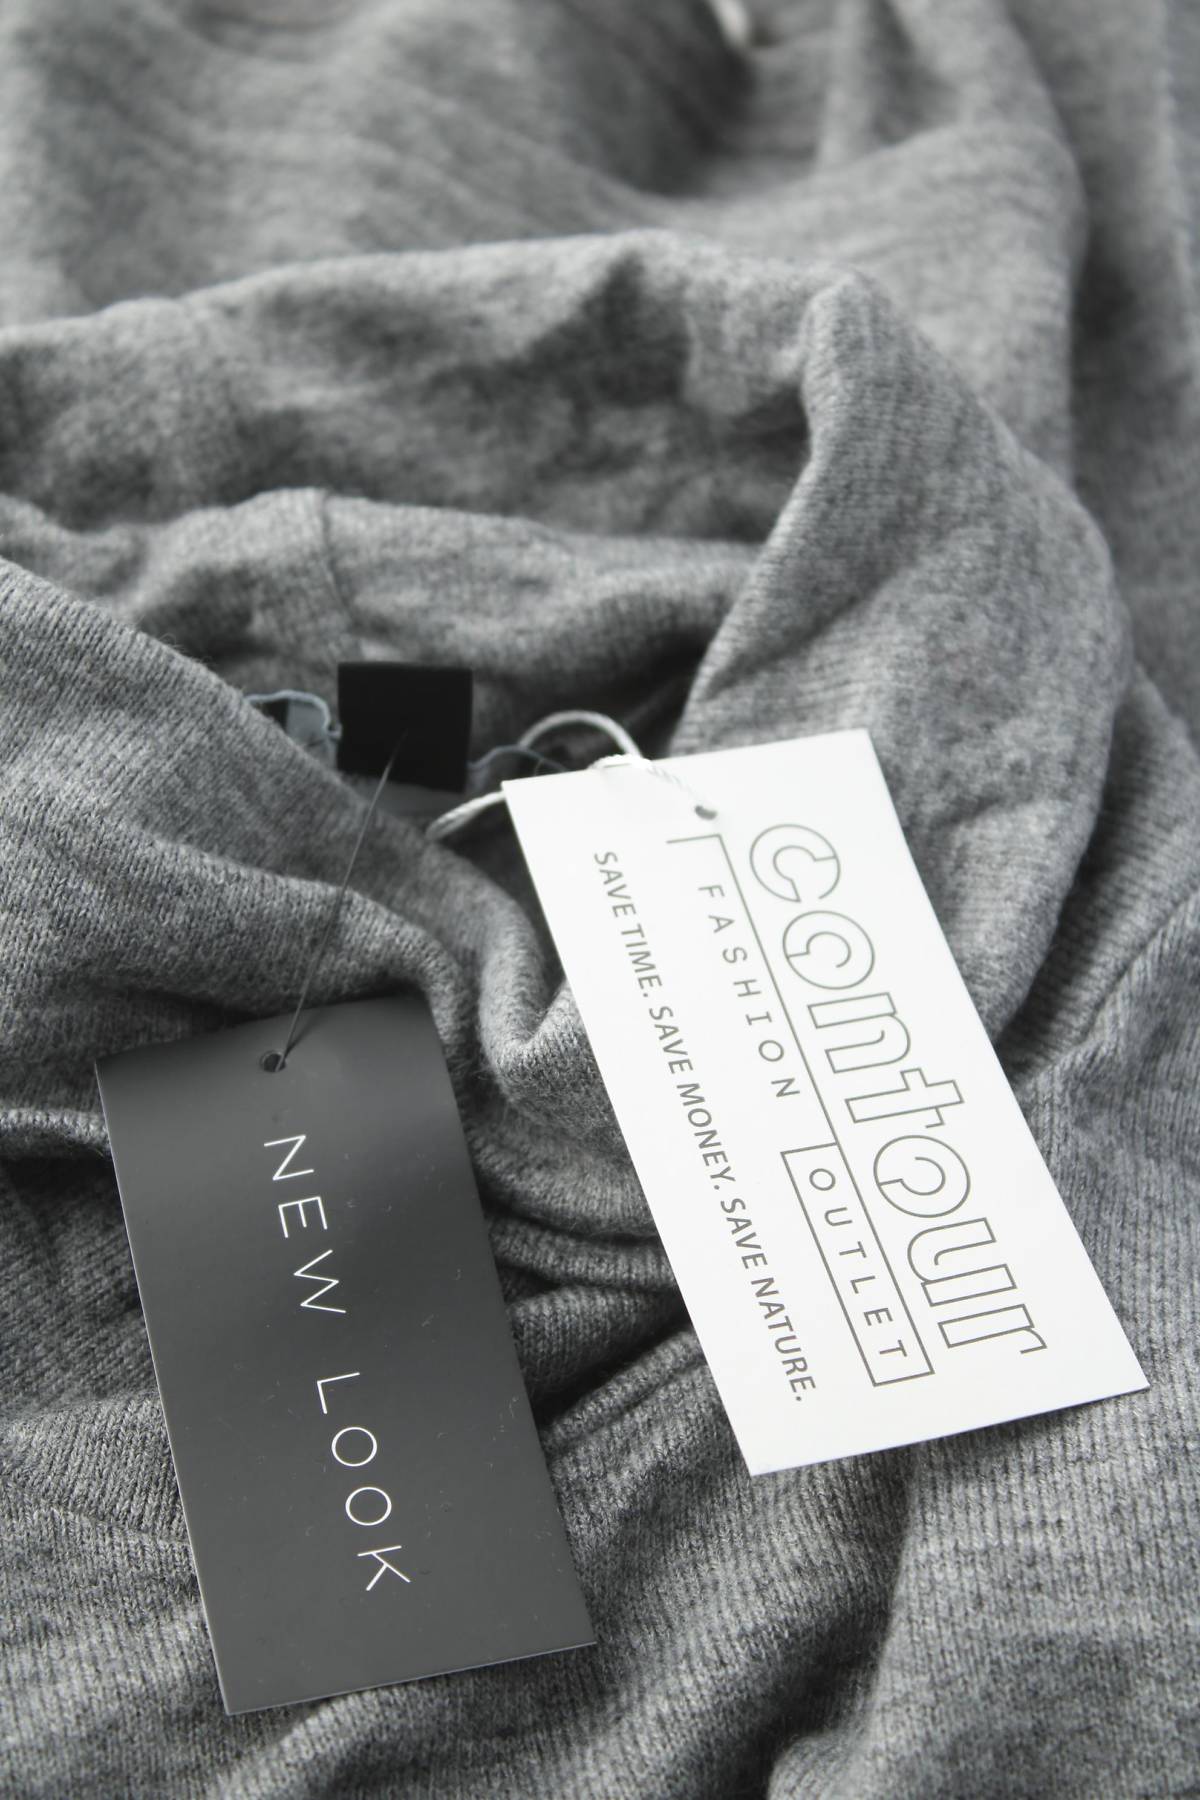 NEW LOOK
contour
FASHION OUTLET
SAVE TIME. SAVE MONEY. SAVE NATURE.